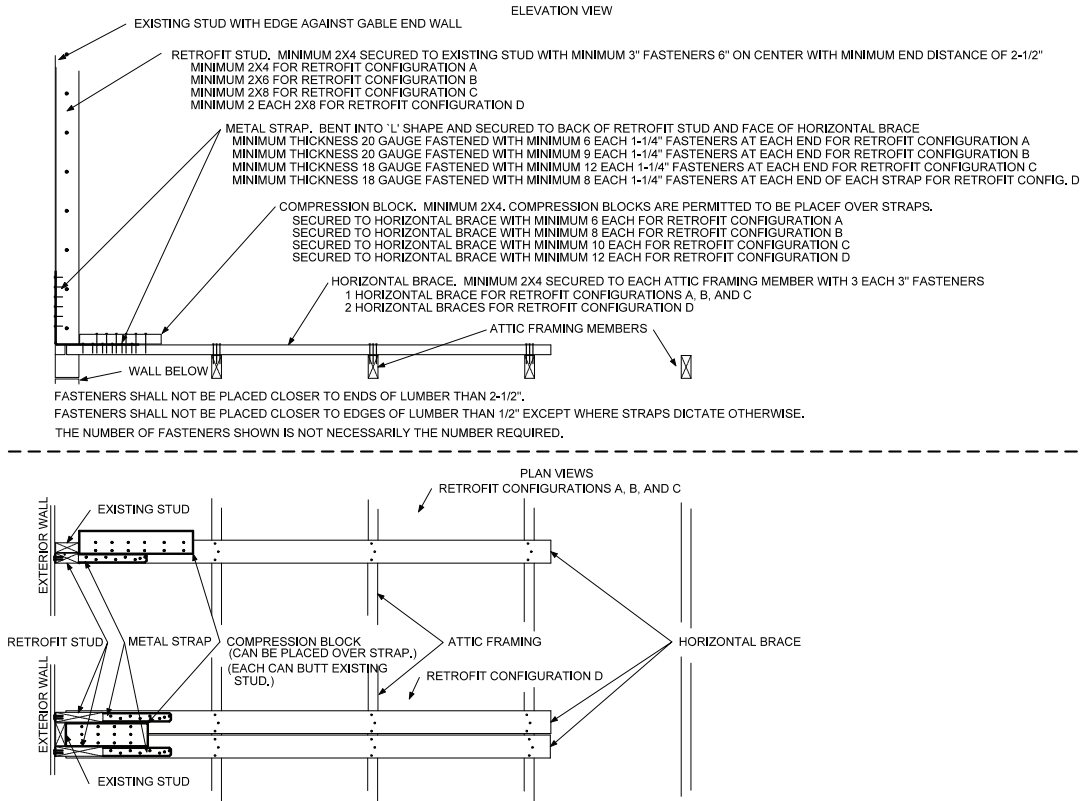 ELEVATION VIEW
EXISTING STUD WITH EDGE AGAINST GABLE END WALL
RETROFIT STUD. MINIMUM 2X4 SECURED TO EXISTING STUD WITH MINIMUM 3" FASTENERS 6" ON CENTER WITH MINIMUM END DISTANCE OF 2-1/2"
MINIMUM 2X4 FOR RETROFIT CONFIGURATION A
MINIMUM 2X6 FOR RETROFIT CONFIGURATION B
MINIMUM 2X8 FOR RETROFIT CONFIGURATION C
MINIMUM 2 EACH 2X8 FOR RETROFIT CONFIGURATION D
METAL STRAP. BENT INTO `L' SHAPE AND SECURED TO BACK OF RETROFIT STUD AND FACE OF HORIZONTAL BRACE
MINIMUM THICKNESS 20 GAUGE FASTENED WITH MINIMUM 6 EACH 1-1/4" FASTENERS AT EACH END FOR RETROFIT CONFIGURATION A
MINIMUM THICKNESS 20 GAUGE FASTENED WITH MINIMUM 9 EACH 1-1/4" FASTENERS AT EACH END FOR RETROFIT CONFIGURATION B
MINIMUM THICKNESS 18 GAUGE FASTENED WITH MINIMUM 12 EACH 1-1/4" FASTENERS AT EACH END FOR RETROFIT CONFIGURATION C
MINIMUM THICKNESS 18 GAUGE FASTENED WITH MINIMUM 8 EACH 1-1/4" FASTENERS AT EACH END OF EACH STRAP FOR RETROFIT CONFIG. D
COMPRESSION BLOCK. MINIMUM 2X4. COMPRESSION BLOCKS ARE PERMITTED TO BE PLACEF OVER STRAPS.
SECURED TO HORIZONTAL BRACE WITH MINIMUM 6 EACH FOR RETROFIT CONFIGURATION A
SECURED TO HORIZONTAL BRACE WITH MINIMUM 8 EACH FOR RETROFIT CONFIGURATION B
SECURED TO HORIZONTAL BRACE WITH MINIMUM 10 EACH FOR RETROFIT CONFIGURATION C
SECURED TO HORIZONTAL BRACE WITH MINIMUM 12 EACH FOR RETROFIT CONFIGURATION D
HORIZONTAL BRACE. MINIMUM 2X4 SECURED TO EACH ATTIC FRAMING MEMBER WITH 3 EACH 3" FASTENERS
1 HORIZONTAL BRACE FOR RETROFIT CONFIGURATIONS A, B, AND C
2 HORIZONTAL BRACES FOR RETROFIT CONFIGURATION D
ATTIC FRAMING MEMBERS
WALL BELOW
FASTENERS SHALL NOT BE PLACED CLOSER TO ENDS OF LUMBER THAN 2-1/2".
FASTENERS SHALL NOT BE PLACED CLOSER TO EDGES OF LUMBER THAN 1/2" EXCEPT WHERE STRAPS DICTATE OTHERWISE.
THE NUMBER OF FASTENERS SHOWN IS NOT NECESSARILY THE NUMBER REQUIRED.
PLAN VIEWS
RETROFIT CONFIGURATIONS A, B, AND C
EXTERIOR WALL
EXISTING STUD
RETROFIT STUD
METAL STRAP
COMPRESSION BLOCK
(CAN BE PLACED OVER STRAP.)
(EACH CAN BUTT EXISTING
STUD.)
ATTIC FRAMING
HORIZONTAL BRACE
RETROFIT CONFIGURATION D
EXTERIOR WALL
EXISTING STUD